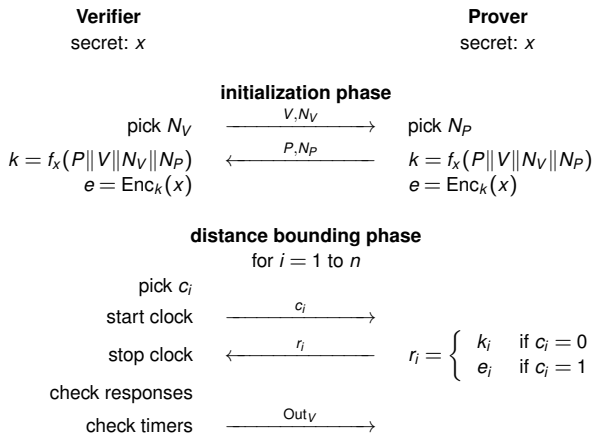 Verifier Prover
secret: x secret: x
initialization phase
pick N_V V,N_V pick N_P
k = f_x(P‖V‖N_V‖N_P) P,N_P k = f_x(P‖V‖N_V‖N_P)
e = Enc_k(x) e = Enc_k(x)
distance bounding phase
for i = 1 to n
pick c_i
start clock c_i
stop clock r_i r_i = { k_i if c_i = 0
e_i if c_i = 1
check responses
check timers Out_V